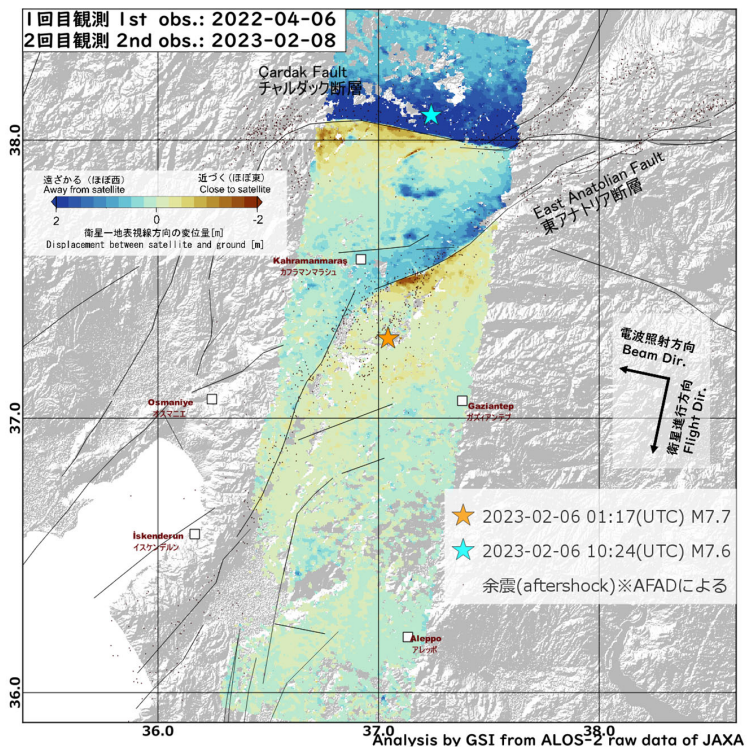 1回目観測 1st obs.: 2022-04-06
2回目観測 2nd obs.: 2023-02-08
Çardak Fault
チャルダック断層
38.0
遠ざかる（ほぼ西）
Away from satellite
近づく（ほぼ東）
Close to satellite
2 0 -2
衛星ー地表視線方向の変位量[m]
Displacement between satellite and ground [m]
East Anatolian Fault
東アナトリア断層
Kahramanmaraş
カフラマンマラシュ
電波照射方向
Beam Dir.
衛星進行方向
Flight Dir.
37.0
Osmaniye
オスマニエ
Gaziantep
ガズィアンテプ
İskenderun
イスケンデルン
2023-02-06 01:17(UTC) M7.7
2023-02-06 10:24(UTC) M7.6
余震(aftershock)※AFADによる
Aleppo
アレッポ
36.0
36.0 37.0 38.0
Analysis by GSI from ALOS-2 raw data of JAXA